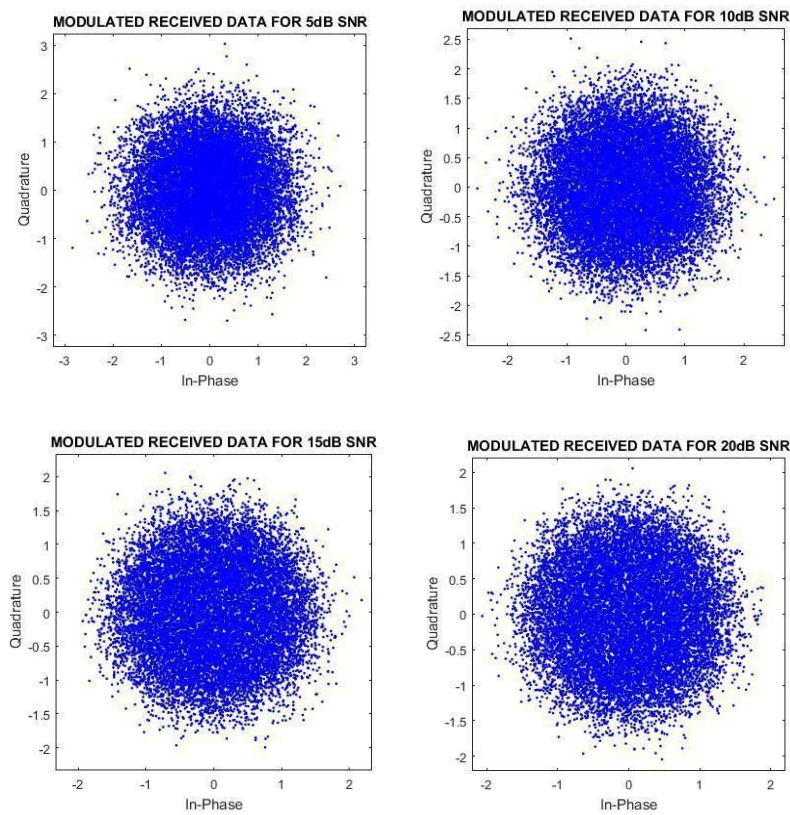 MODULATED RECEIVED DATA FOR 5dB SNR
3
2
1
0
-1
-2
-3
Quadrature
-3 -2 -1 0 1 2 3
In-Phase
MODULATED RECEIVED DATA FOR 10dB SNR
2.5
2
1.5
1
0.5
0
-0.5
-1
-1.5
-2
-2.5
Quadrature
-2 -1 0 1 2
In-Phase
MODULATED RECEIVED DATA FOR 15dB SNR
2
1.5
1
0.5
0
-0.5
-1
-1.5
-2
Quadrature
-2 -1 0 1 2
In-Phase
MODULATED RECEIVED DATA FOR 20dB SNR
2
1.5
1
0.5
0
-0.5
-1
-1.5
-2
Quadrature
-2 -1 0 1 2
In-Phase